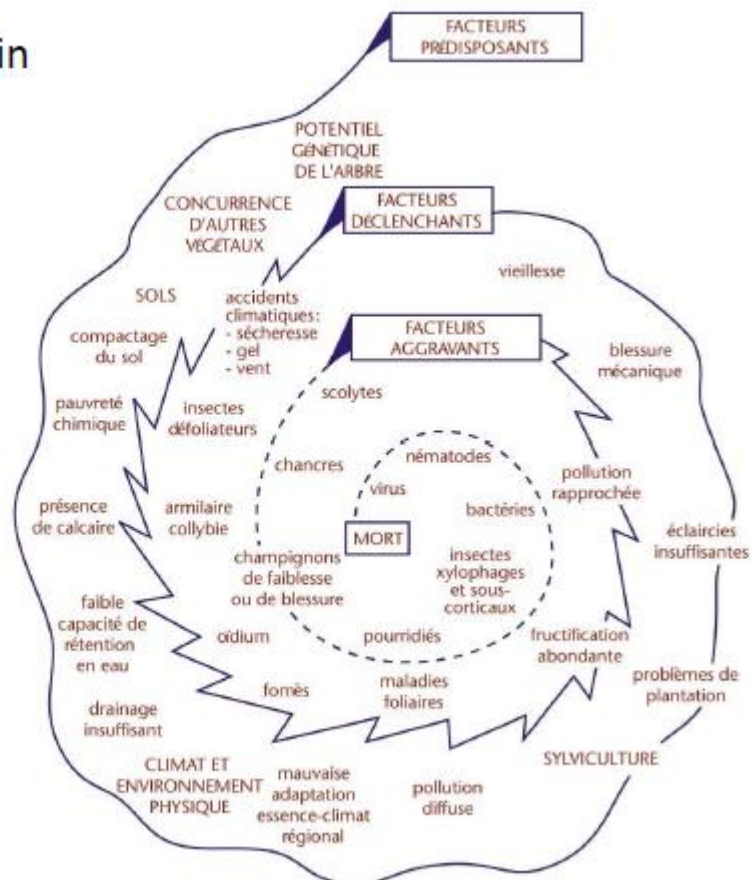 in
FACTEURS
PRÉDISPOSANTS
POTENTIEL
GÉNÉTIQUE
DE L'ARBRE
CONCURRENCE
D'AUTRES
VÉGÉTAUX
FACTEURS
DÉCLENCHANTS
vieillesse
SOLS
accidents
climatiques:
- sécheresse
- gel
- vent
FACTEURS
AGGRAVANTS
compactage
du sol
blessure
mécanique
scolytes
pauvreté
chimique
insectes
défoliateurs
chancres
nématodes
virus
pollution
rapprochée
bactéries
présence
de calcaire
armilaire
collybie
MORT
éclaircies
insuffisantes
champignons
de faiblesse
ou de blessure
insectes
xylophages
et sous-
corticaux
faible
capacité de
rétention
en eau
oïdium
pourridiés
fructification
abondante
fomès
maladies
foliaires
problèmes de
plantation
drainage
insuffisant
CLIMAT ET
ENVIRONNEMENT
PHYSIQUE
mauvaise
adaptation
essence-climat
régional
pollution
diffuse
SYLVICULTURE